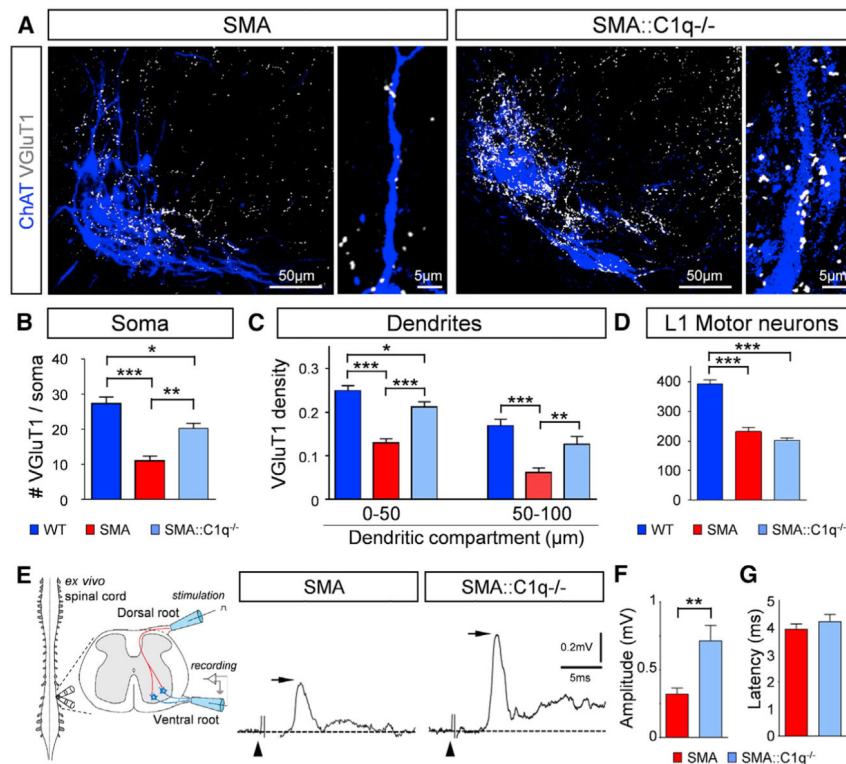 A SMA SMA::C1q-/-
ChAT VGluT1
50µm 5µm 50µm 5µm
B Soma C Dendrites D L1 Motor neurons
# VGluT1 / soma
40
30
20
10
0
*
***
**
WT SMA SMA::C1q-/-
VGluT1 density
0.3
0.2
0.1
0
*
*** ***
***
**
0-50 50-100
Dendritic compartment (µm)
400
300
200
100
0
***
***
WT SMA SMA::C1q-/-
E ex vivo
spinal cord
Dorsal root
stimulation
recording
Ventral root
SMA SMA::C1q-/-
0.2mV
5ms
F G
Amplitude (mV)
1
0.5
0
**
Latency (ms)
5
4
3
2
1
0
SMA SMA::C1q-/-